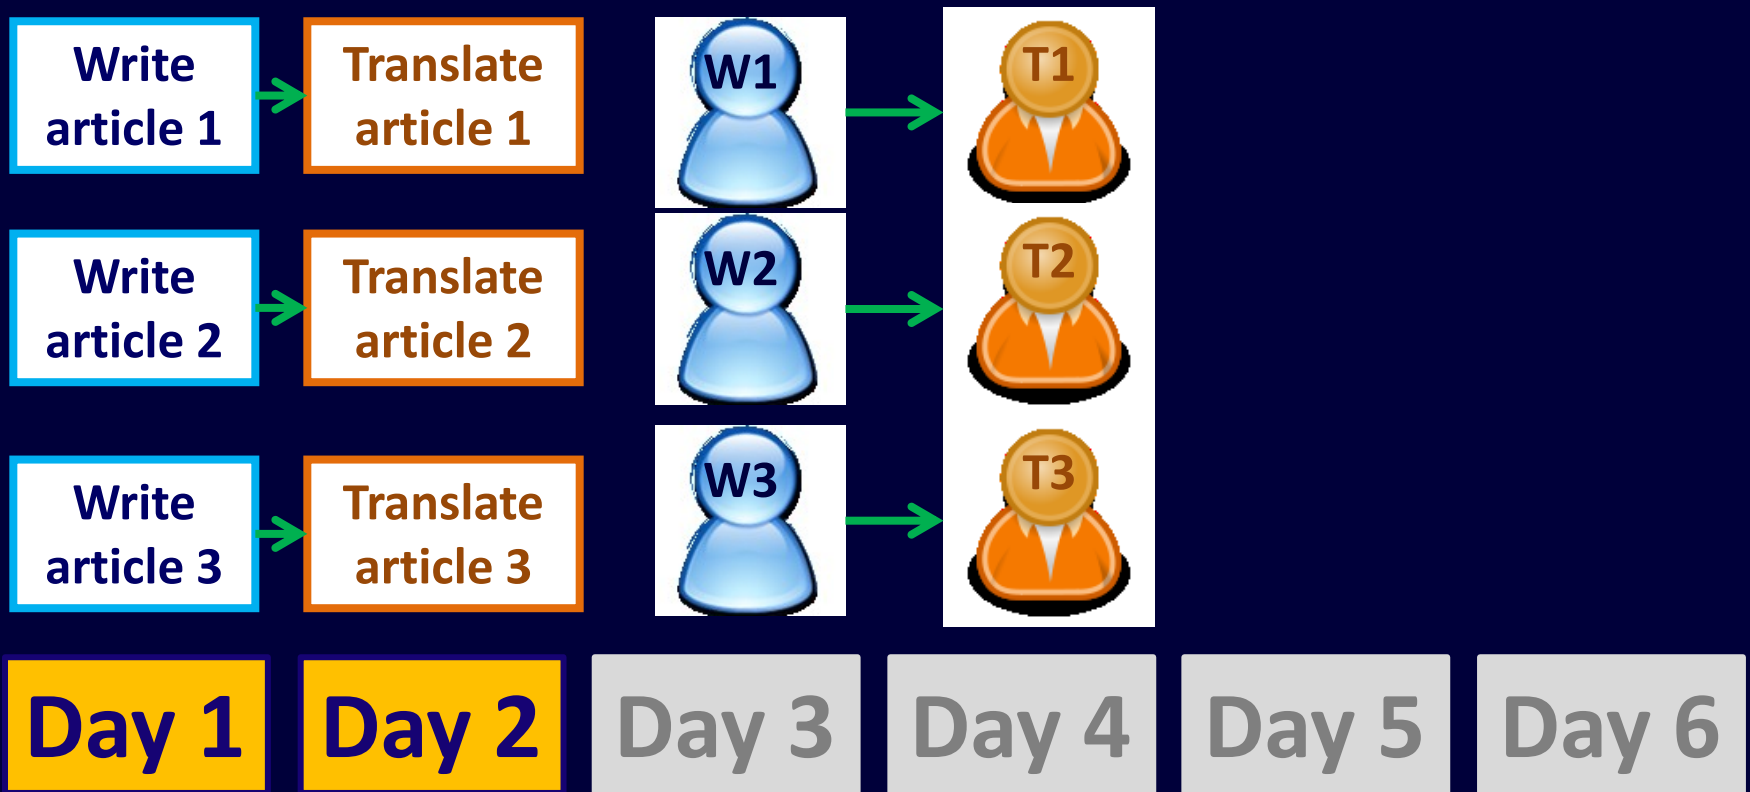 Write
article 1
Translate
article 1
W1
T1
Write
article 2
Translate
article 2
W2
T2
Write
article 3
Translate
article 3
W3
T3
Day 1
Day 2
Day 3
Day 4
Day 5
Day 6